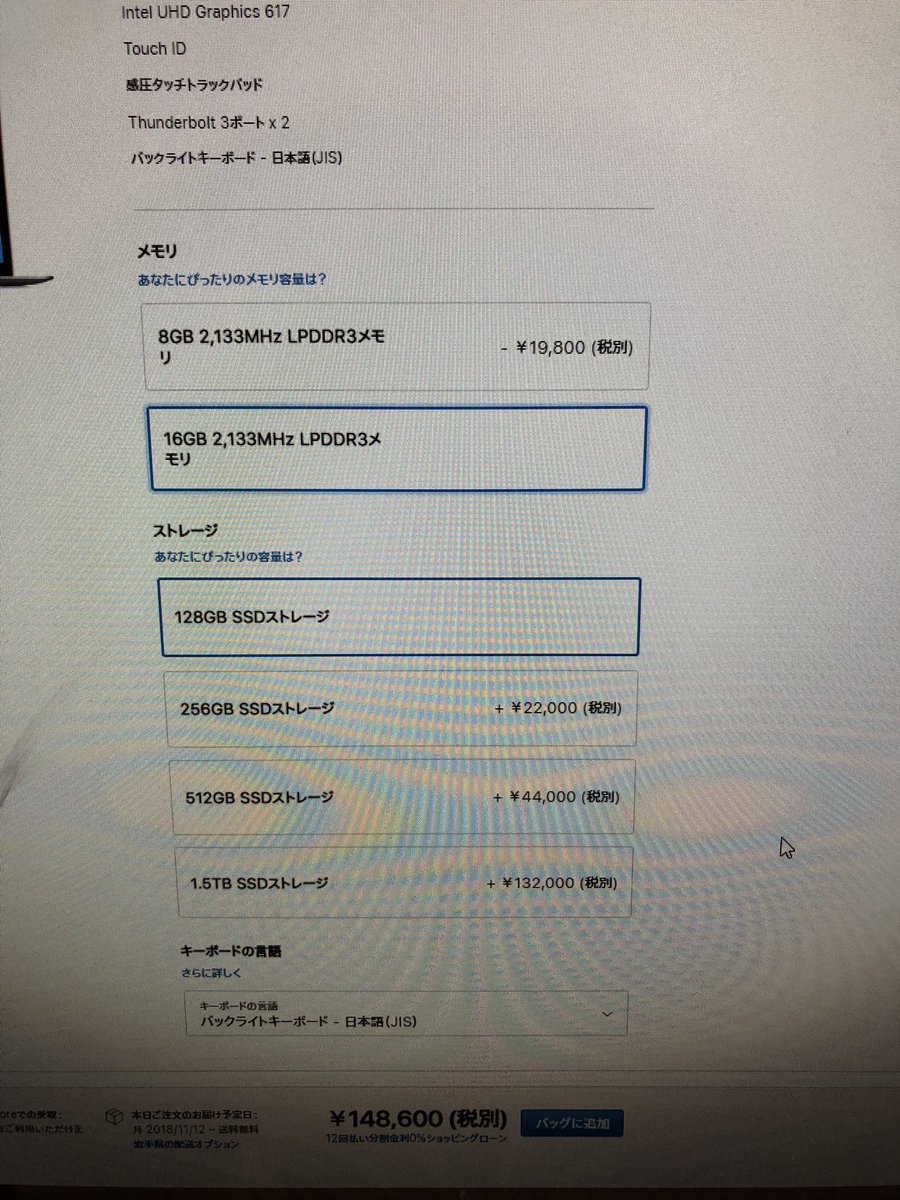 Intel UHD Graphics 617
Touch ID
感圧タッチトラックパッド
Thunderbolt 3ポート x 2
バックライトキーボード - 日本語(JIS)
メモリ
あなたにぴったりのメモリ容量は?
8GB 2,133MHz LPDDR3メモ
リ
- ¥19,800 (税別)
16GB 2,133MHz LPDDR3メ
モリ
ストレージ
あなたにぴったりの容量は?
128GB SSDストレージ
256GB SSDストレージ
+ ¥22,000 (税別)
512GB SSDストレージ
+ ¥44,000 (税別)
1.5TB SSDストレージ
+ ¥132,000 (税別)
キーボードの言語
さらに詳しく
キーボードの言語
バックライトキーボード - 日本語(JIS)
oreでの受取:
ご利用いただけま
本日ご注文のお届け予定日:
月 2018/11/12 – 送料無料
岩手県の配送オプション
¥148,600 (税別)
12回払い分割金利0%ショッピングローン
バッグに追加